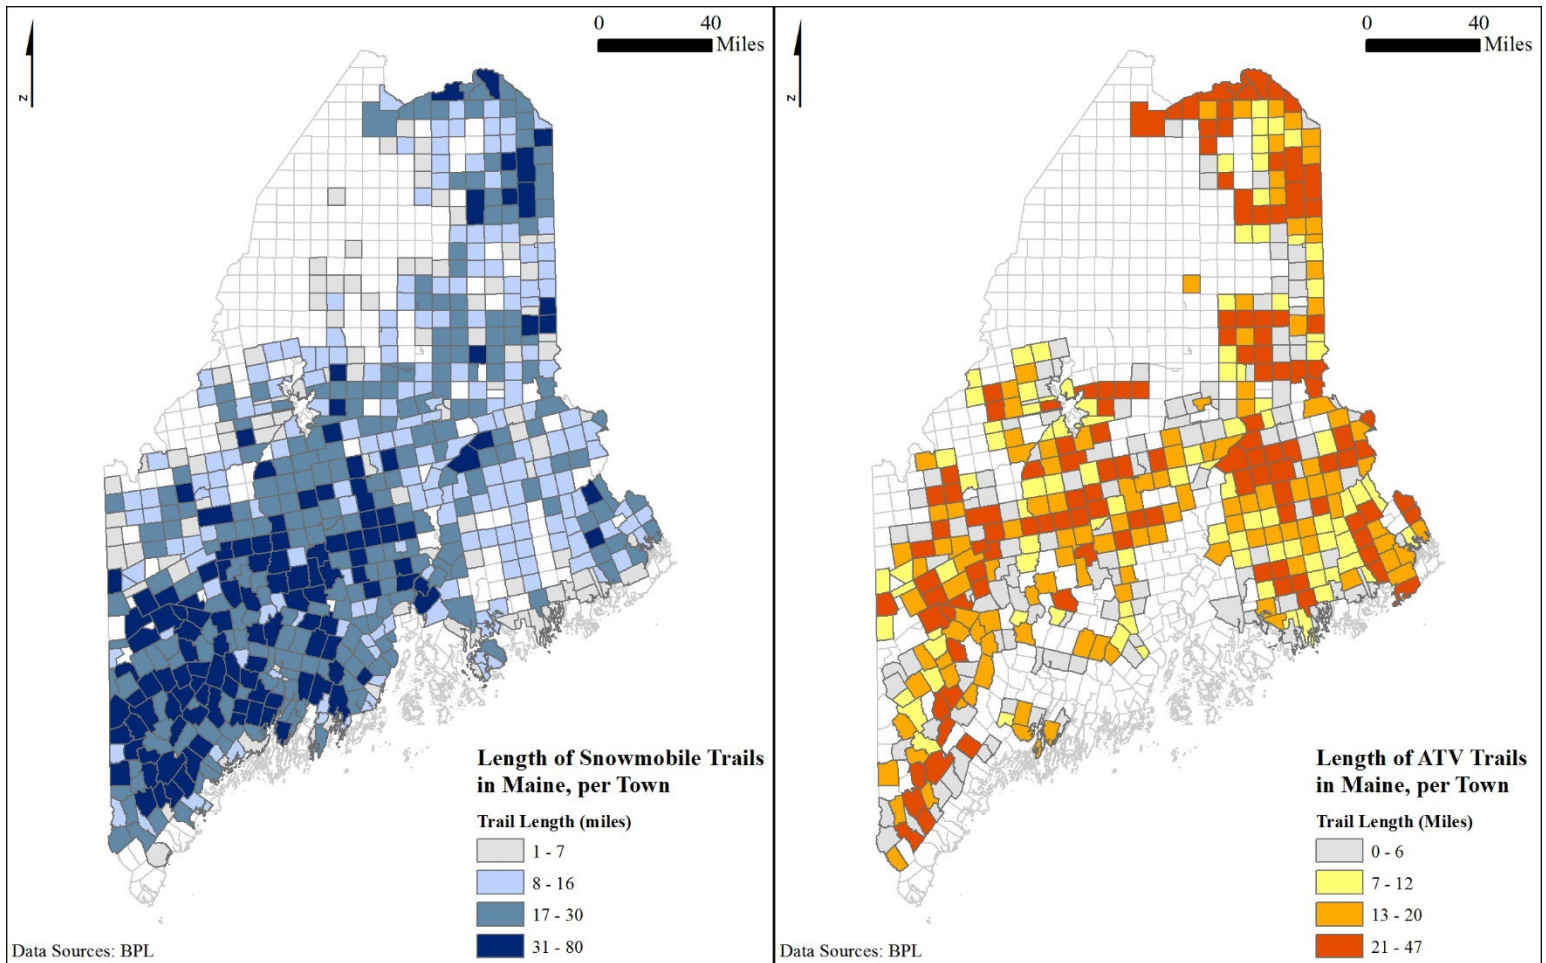 0 40
Miles
N
Length of Snowmobile Trails
in Maine, per Town
Trail Length (miles)
1 - 7
8 - 16
17 - 30
31 - 80
Data Sources: BPL
0 40
Miles
N
Length of ATV Trails
in Maine, per Town
Trail Length (Miles)
0 - 6
7 - 12
13 - 20
21 - 47
Data Sources: BPL